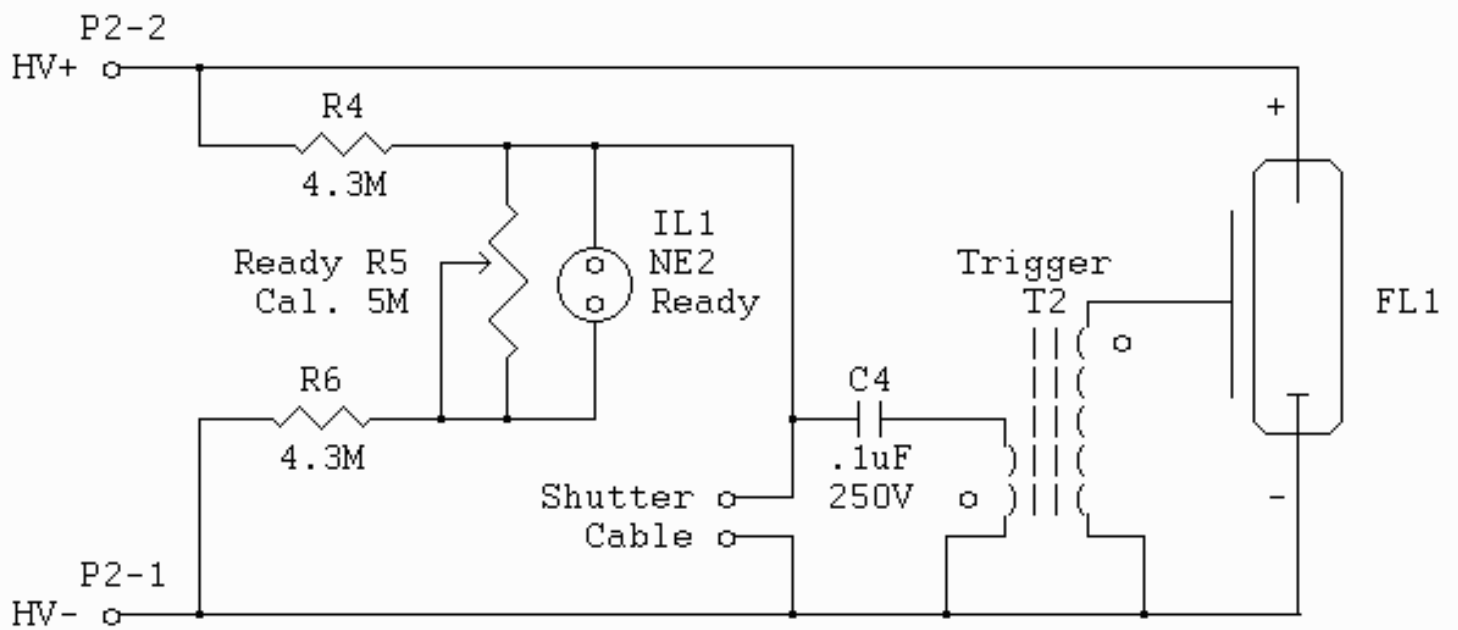 P2-2
HV+
R4
4.3M
+
IL1
Ready R5
NE2
Cal. 5M
Ready
Trigger
T2
FL1
R6
4.3M
C4
.1uF
250V
Shutter
Cable
-
P2-1
HV-